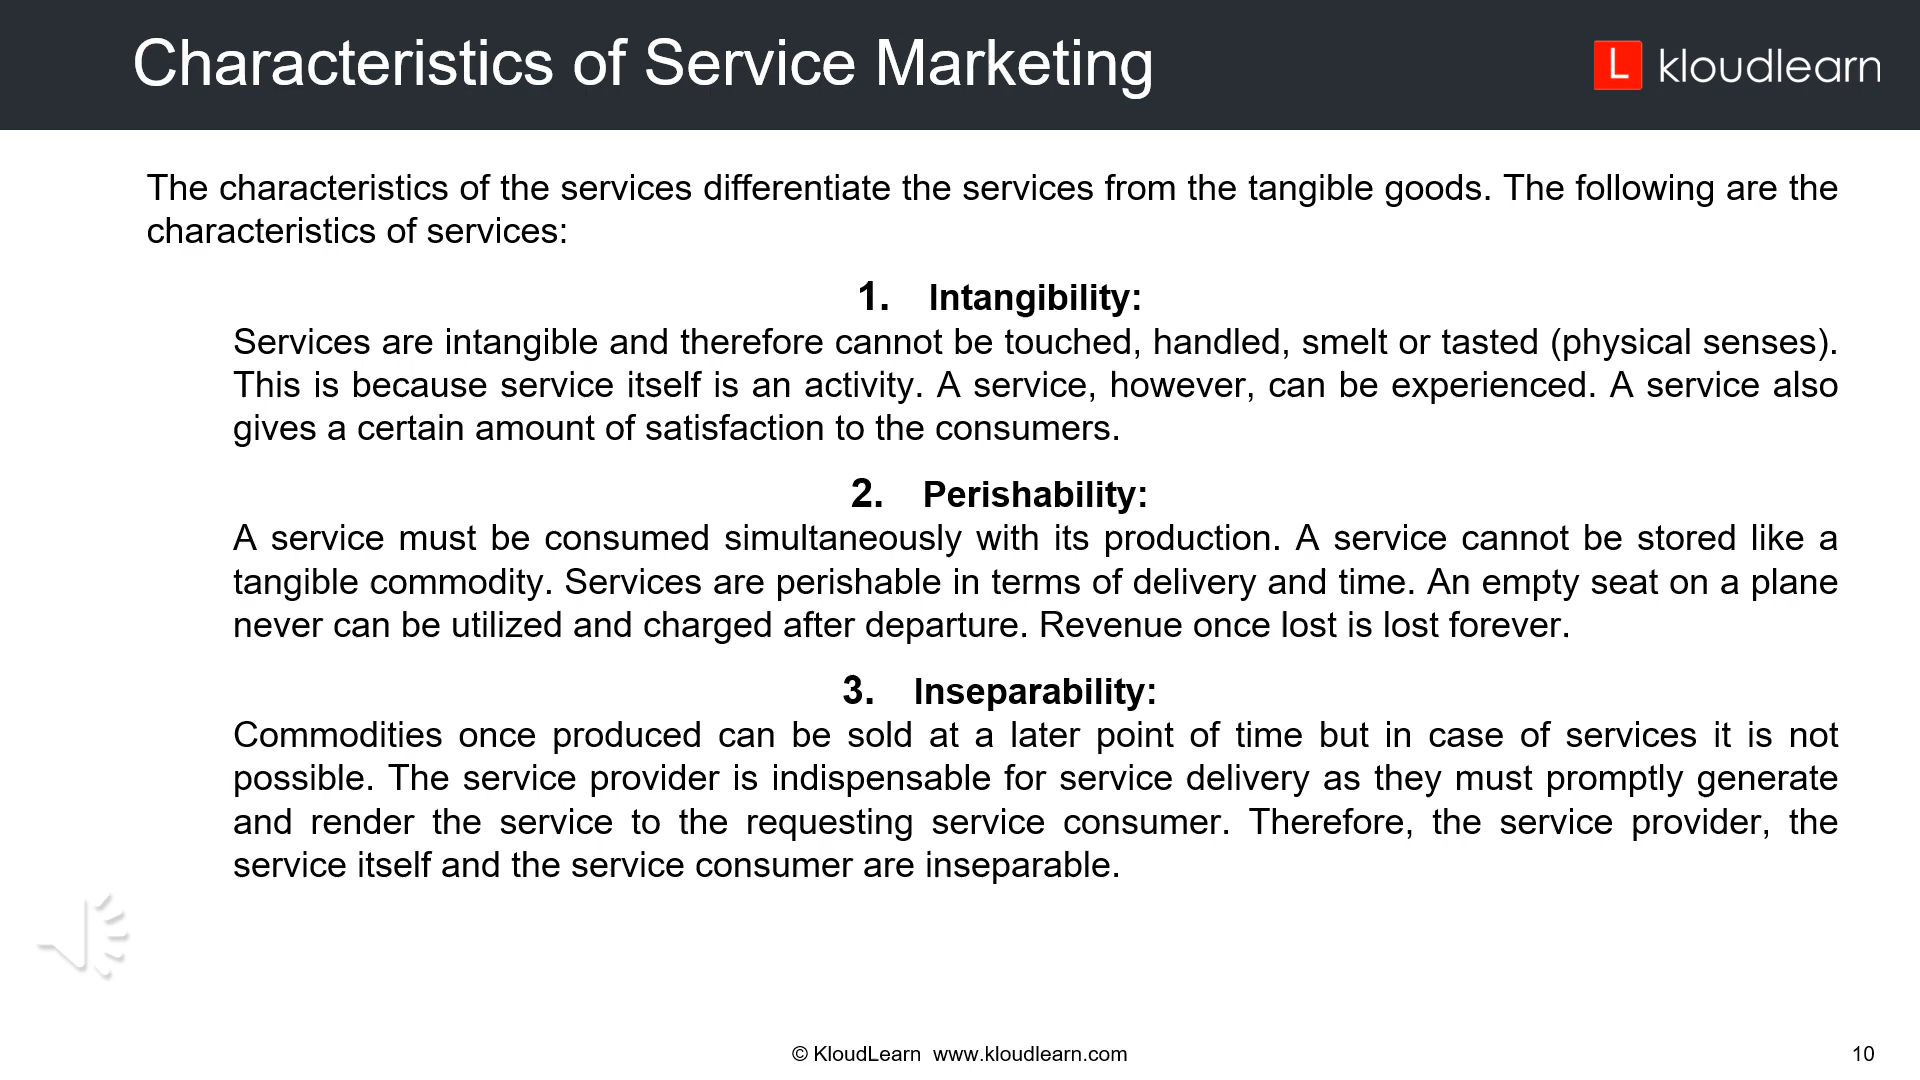 Characteristics of Service Marketing
L kloudlearn
The characteristics of the services differentiate the services from the tangible goods. The following are the
characteristics of services:
1. Intangibility:
Services are intangible and therefore cannot be touched, handled, smelt or tasted (physical senses).
This is because service itself is an activity. A service, however, can be experienced. A service also
gives a certain amount of satisfaction to the consumers.
2. Perishability:
A service must be consumed simultaneously with its production. A service cannot be stored like a
tangible commodity. Services are perishable in terms of delivery and time. An empty seat on a plane
never can be utilized and charged after departure. Revenue once lost is lost forever.
3. Inseparability:
Commodities once produced can be sold at a later point of time but in case of services it is not
possible. The service provider is indispensable for service delivery as they must promptly generate
and render the service to the requesting service consumer. Therefore, the service provider, the
service itself and the service consumer are inseparable.
© KloudLearn www.kloudlearn.com
10